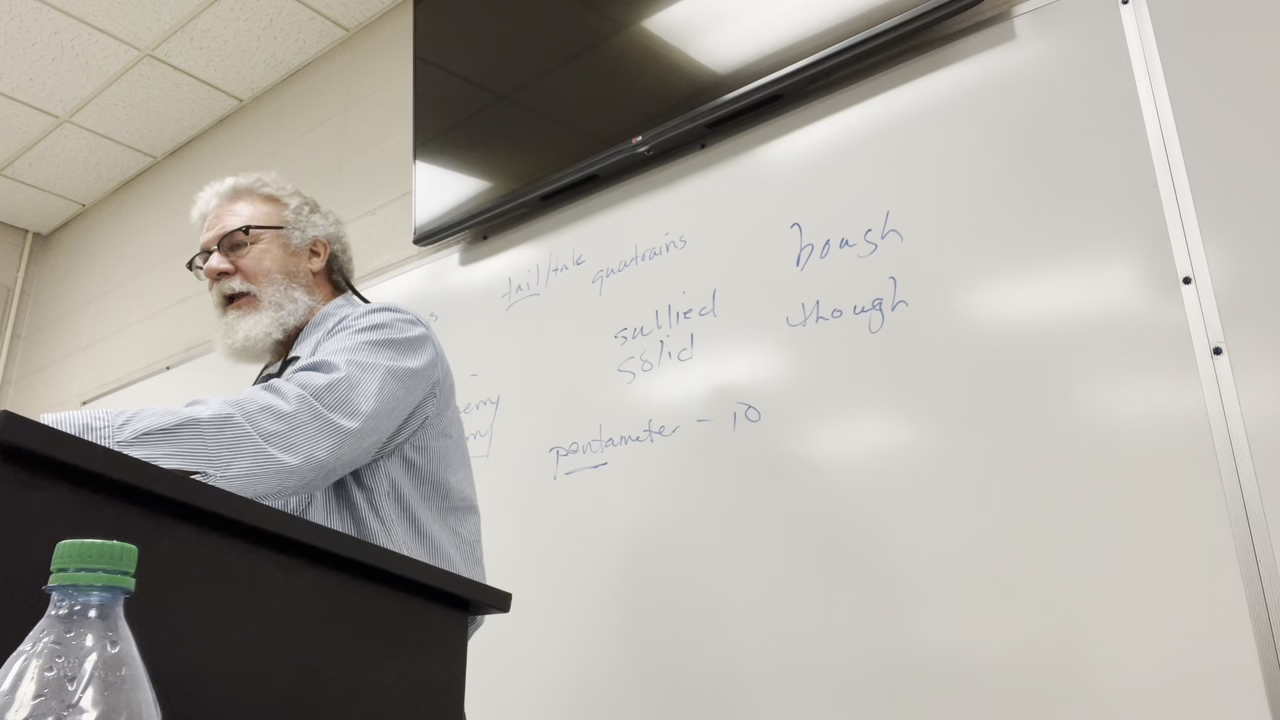 tail/tale quatrains
bough
though
sullied
solid
pentameter - 10